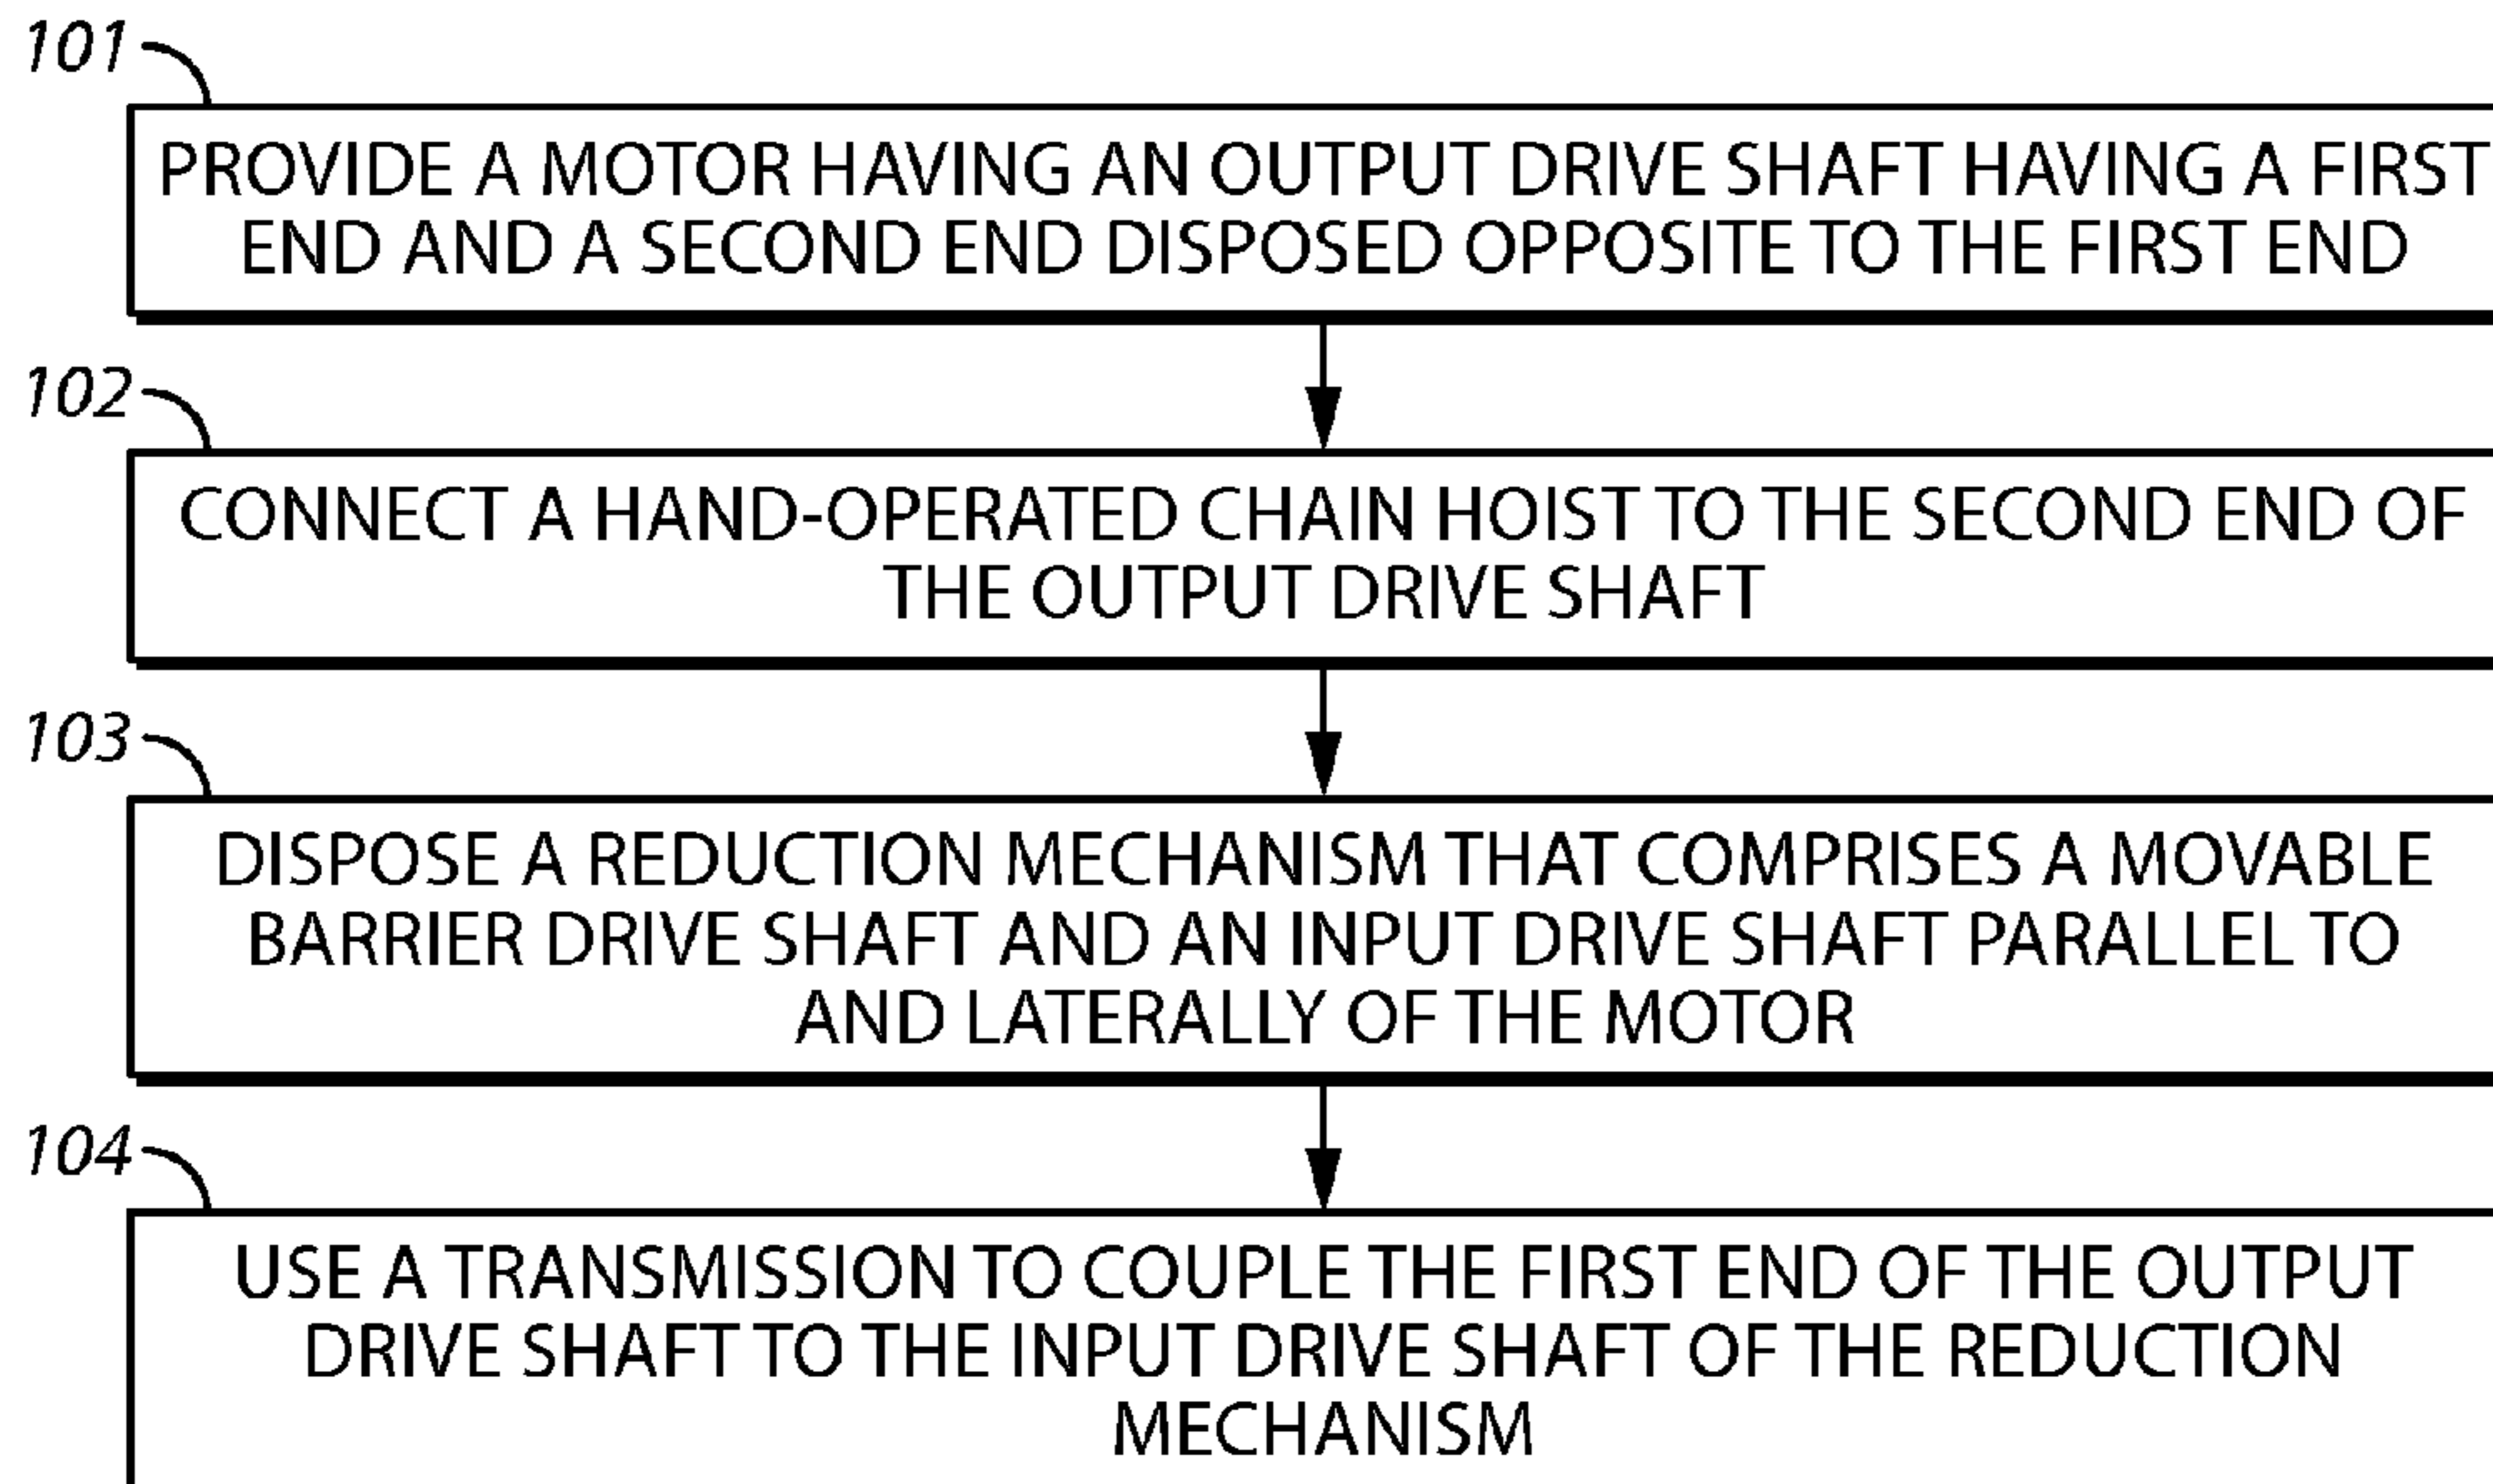 101
PROVIDE A MOTOR HAVING AN OUTPUT DRIVE SHAFT HAVING A FIRST
END AND A SECOND END DISPOSED OPPOSITE TO THE FIRST END
102
CONNECT A HAND-OPERATED CHAIN HOIST TO THE SECOND END OF
THE OUTPUT DRIVE SHAFT
103
DISPOSE A REDUCTION MECHANISM THAT COMPRISES A MOVABLE
BARRIER DRIVE SHAFT AND AN INPUT DRIVE SHAFT PARALLEL TO
AND LATERALLY OF THE MOTOR
104
USE A TRANSMISSION TO COUPLE THE FIRST END OF THE OUTPUT
DRIVE SHAFT TO THE INPUT DRIVE SHAFT OF THE REDUCTION
MECHANISM